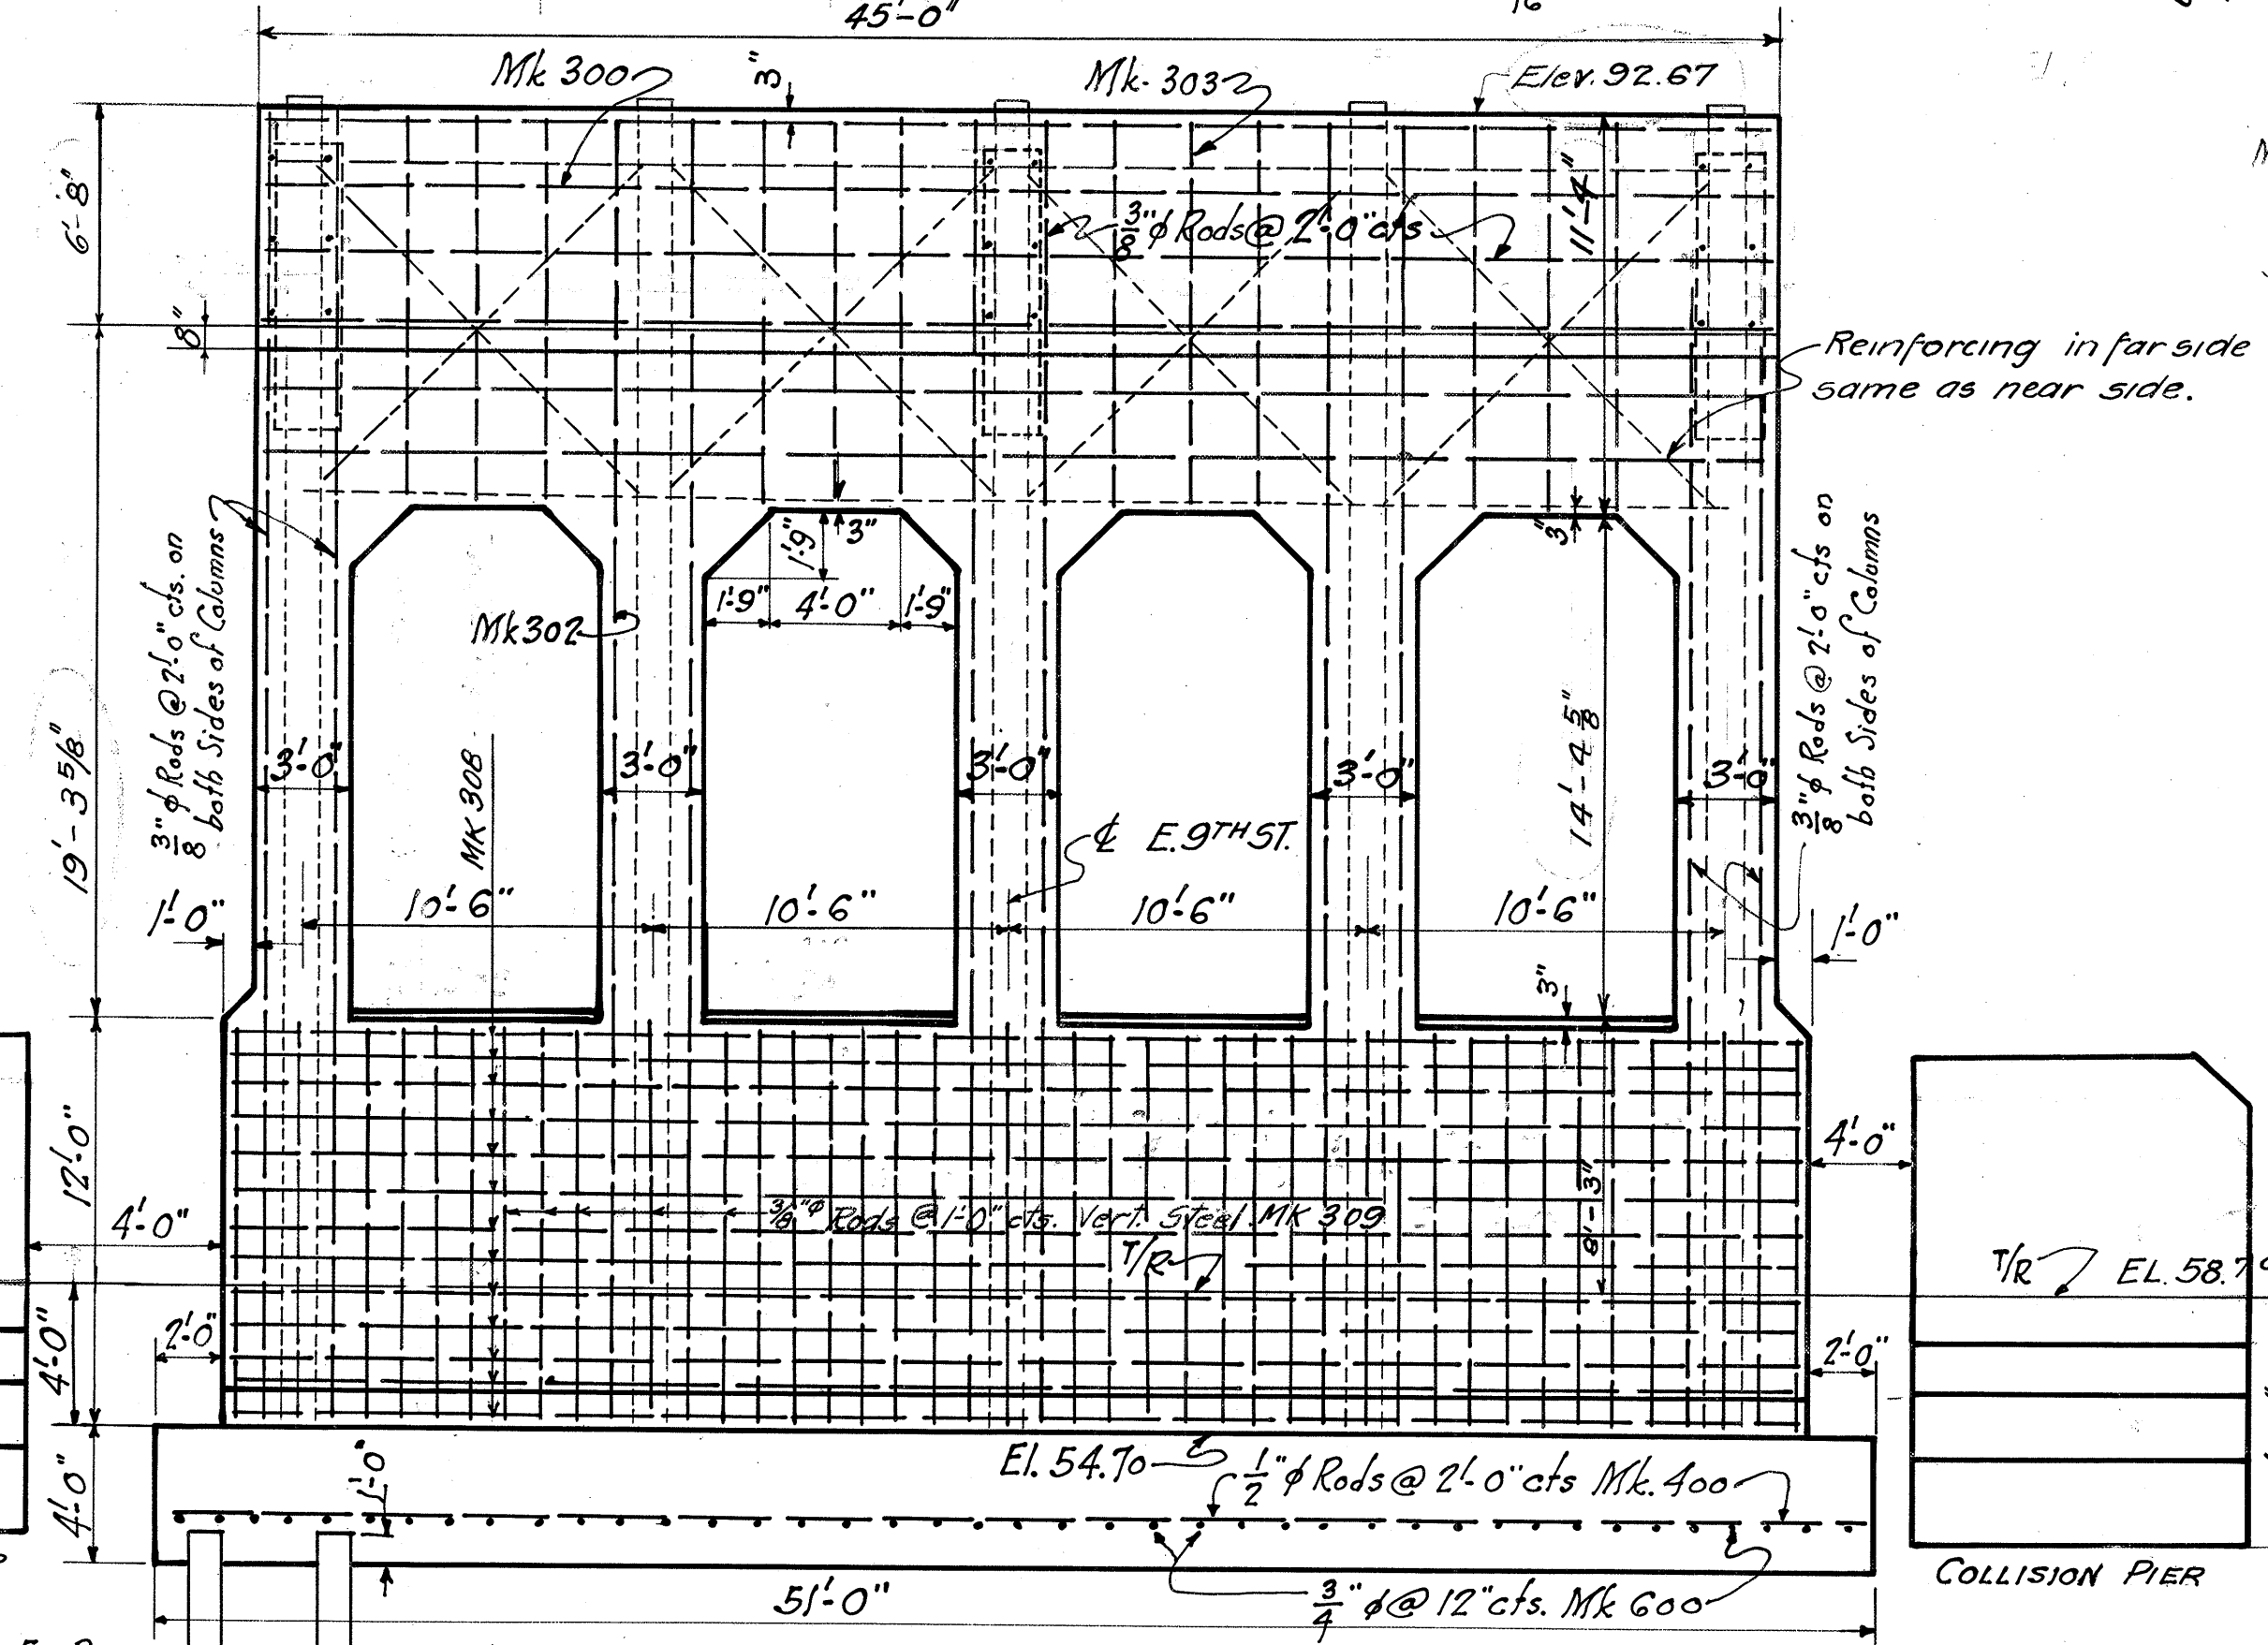 45'-0"
16
Mk 300
3"
Mk-303
Elev. 92.67
6'-8"
3/8"ϕ Rods @ 2'-0" cts
11'-4"
8"
Reinforcing in far side
same as near side.
3/8"ϕ Rods @ 2'-0" cts. on
both Sides of Columns
1'-9"
3"
3"
1'-9"
4'-0"
1'-9"
Mk 302
3/8"ϕ Rods @ 2'-0" cts on
both Sides of Columns
19'-3 5/8"
MK 308
14'-4 5/8"
3'-0"
3'-0"
3'-0"
3'-0"
3'-0"
℄ E. 9TH ST.
1'-0"
10'-6"
10'-6"
10'-6"
10'-6"
1'-0"
3"
12'-0"
4'-0"
4'-0"
8'-3"
3/8"ϕ Rods @ 1'-0" cts. Vert. Steel. MK 309
T/R
T/R EL. 58.7
4'-0"
2'-0"
2'-0"
4'-0"
1'-0"
El. 54.70
1/2"ϕ Rods @ 2'-0" cts Mk. 400
51'-0"
3/4"ϕ @ 12" cts. Mk 600
COLLISION PIER